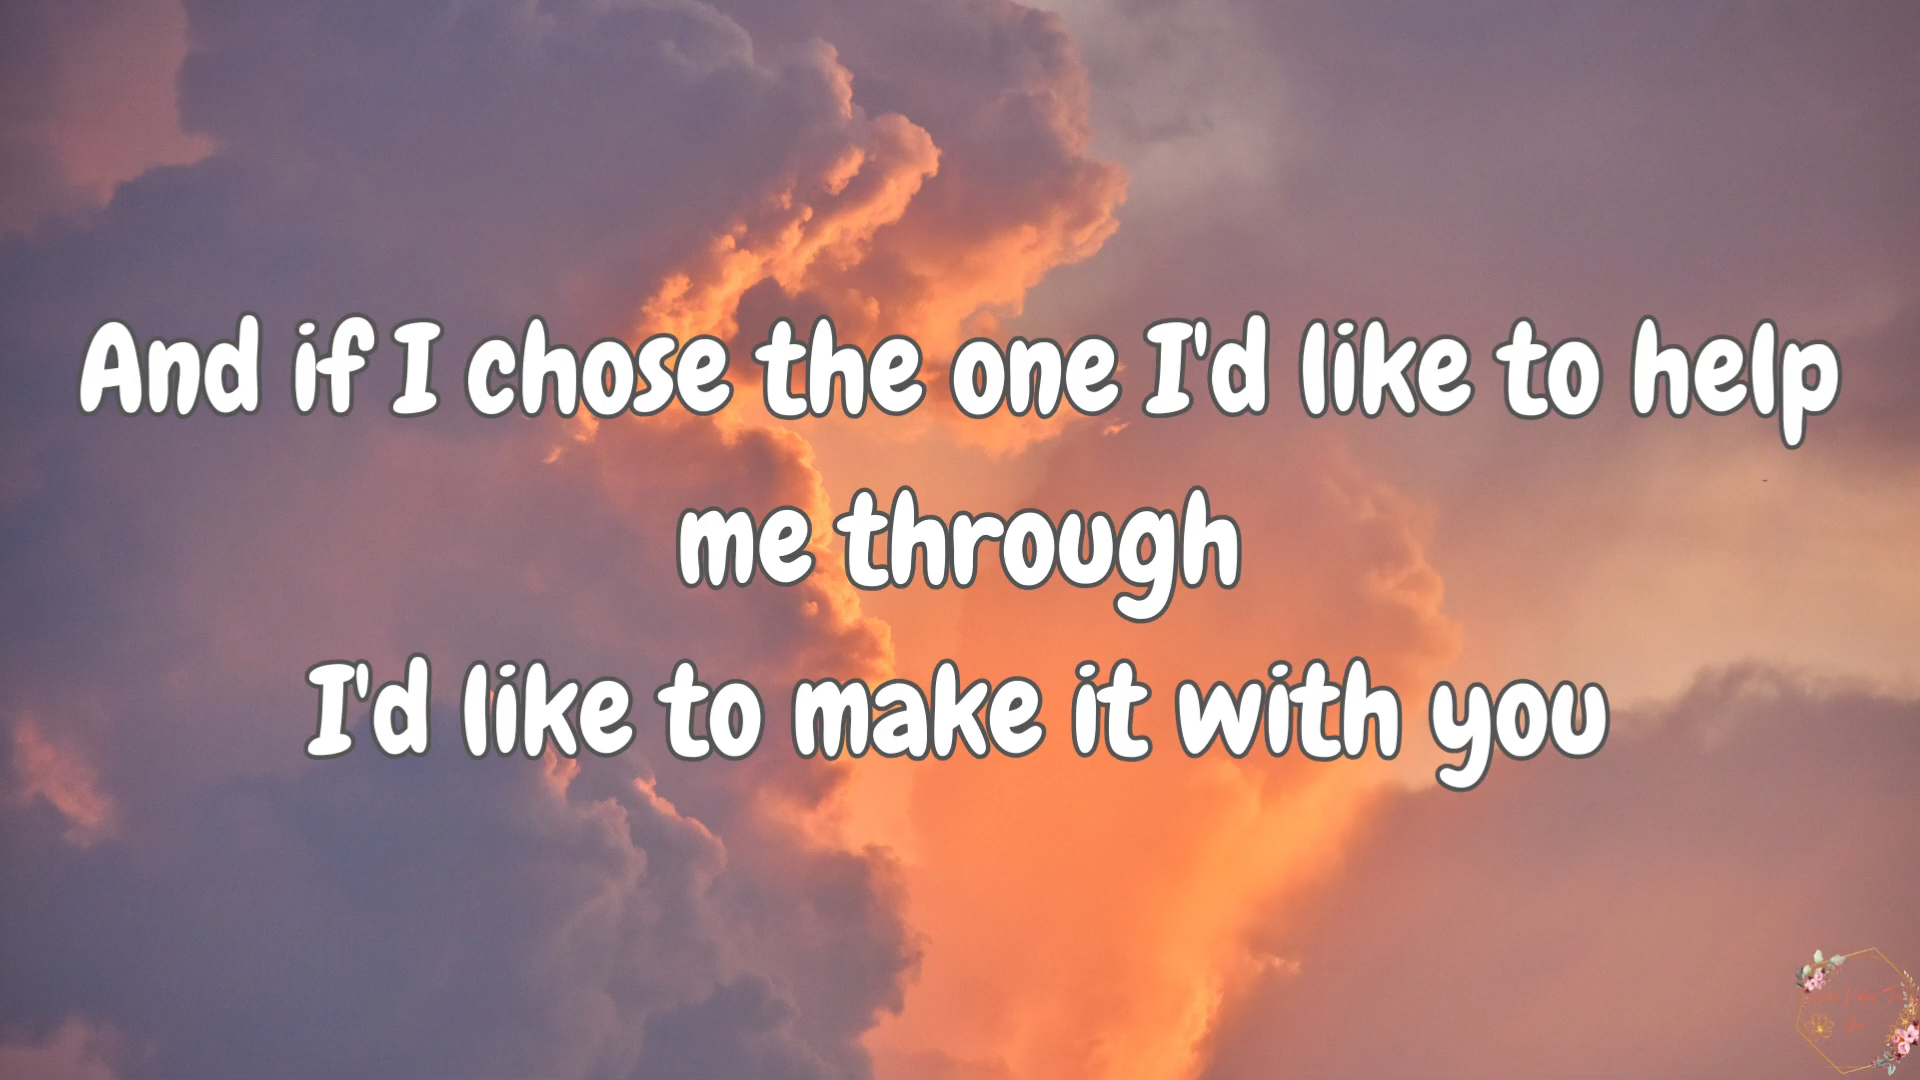 And if I chose the one I'd like to help
me through
I'd like to make it with you